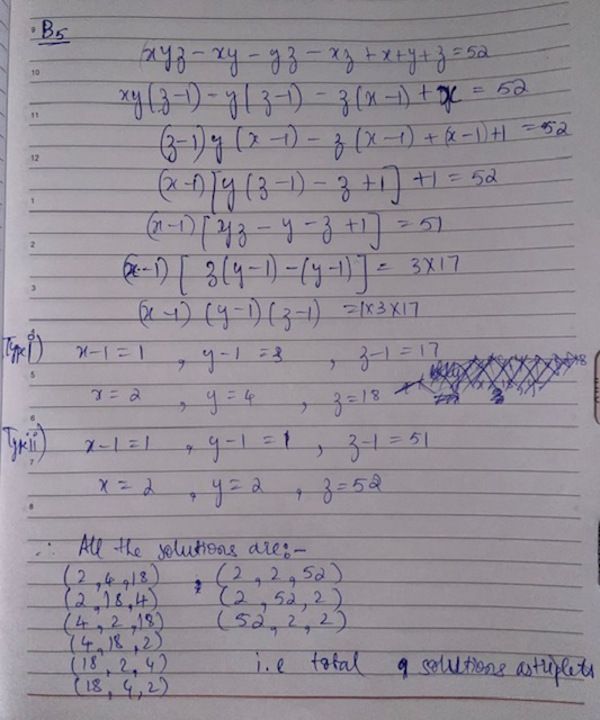 B5
xyz - xy - yz - xz + x + y + z = 52
xy(z-1) - y(z-1) - z(x-1) + x = 52
(z-1)y(x-1) - z(x-1) + (x-1)+1 = 52
(x-1)[y(z-1) - z + 1] + 1 = 52
(x-1)[yz - y - z + 1] = 51
(x-1)[z(y-1) - (y-1)] = 3×17
(x-1)(y-1)(z-1) = 1×3×17
Type i) x-1 = 1 , y-1 = 3 , z-1 = 17
x = 2 , y = 4 , z = 18
Type ii) x-1 = 1 , y-1 = 1 , z-1 = 51
x = 2 , y = 2 , z = 52
∴ All the solutions are:-
(2, 4, 18) , (2, 2, 52)
(2, 18, 4) (2, 52, 2)
(4, 2, 18) (52, 2, 2)
(4, 18, 2)
(18, 2, 4) i.e total 9 solutions as triplets
(18, 4, 2)